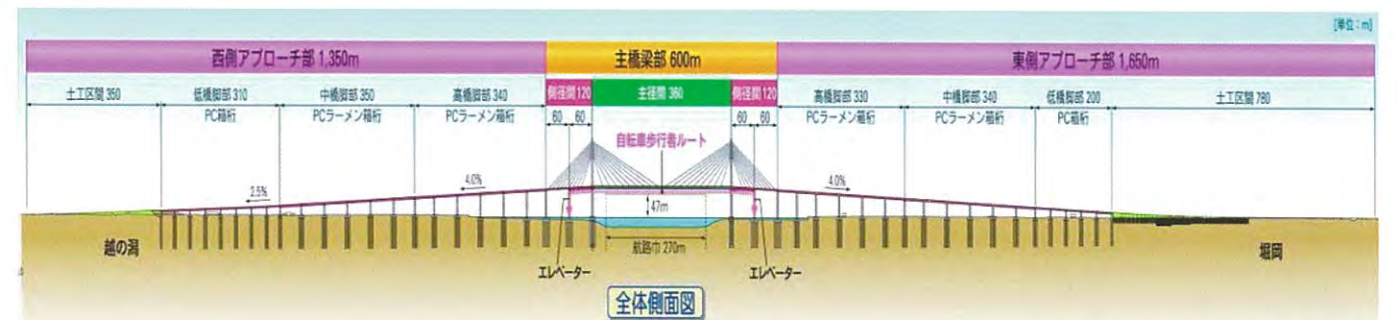 [単位：m]
西側アプローチ部 1,350m
主橋梁部 600m
東側アプローチ部 1,650m
土工区間 350
低橋脚部 310
PC箱桁
中橋脚部 350
PCラーメン箱桁
高橋脚部 340
PCラーメン箱桁
側径間 120
主径間 360
側径間 120
60 60
60 60
高橋脚部 330
PCラーメン箱桁
中橋脚部 340
PCラーメン箱桁
低橋脚部 200
PC箱桁
土工区間 780
自転車歩行者ルート
2.5%
4.0%
4.0%
47m
越の潟
航路巾 270m
堀岡
エレベーター
エレベーター
全体側面図